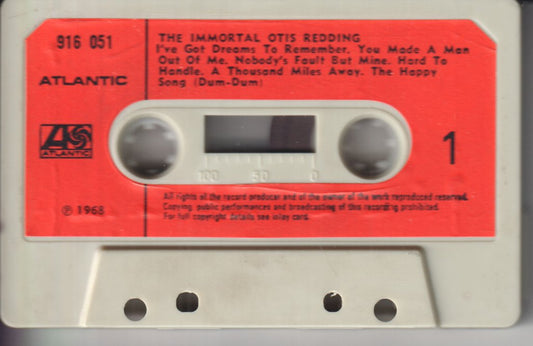 916 051
THE IMMORTAL OTIS REDDING
I've Got Dreams To Remember. You Made A Man
Out Of Me. Nobody's Fault But Mine. Hard To
Handle. A Thousand Miles Away. The Happy
Song (Dum-Dum)
ATLANTIC
ATLANTIC
100 50 0
1
All rights of the record producer and of the owner of the work reproduced reserved.
Copying public performances and broadcasting of this recording prohibited.
For full copyright details see inlay card.
℗ 1968